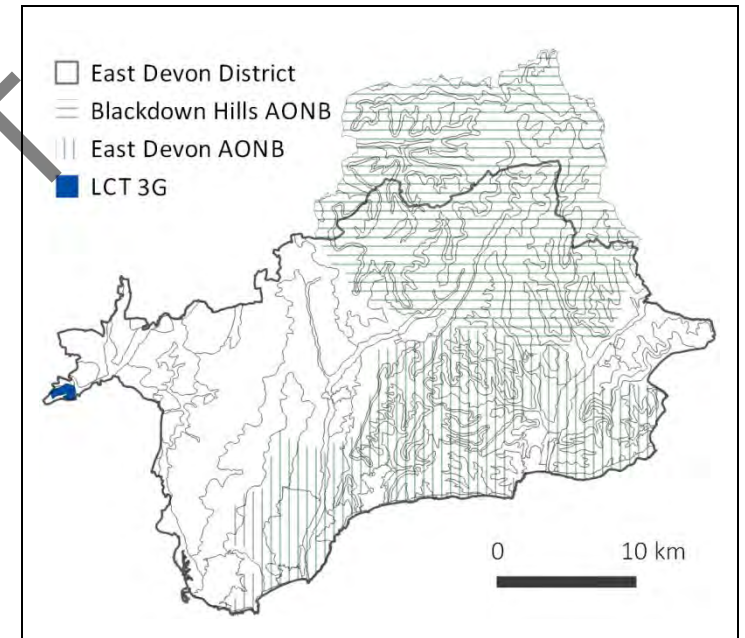 East Devon District
Blackdown Hills AONB
East Devon AONB
LCT 3G
0 10 km